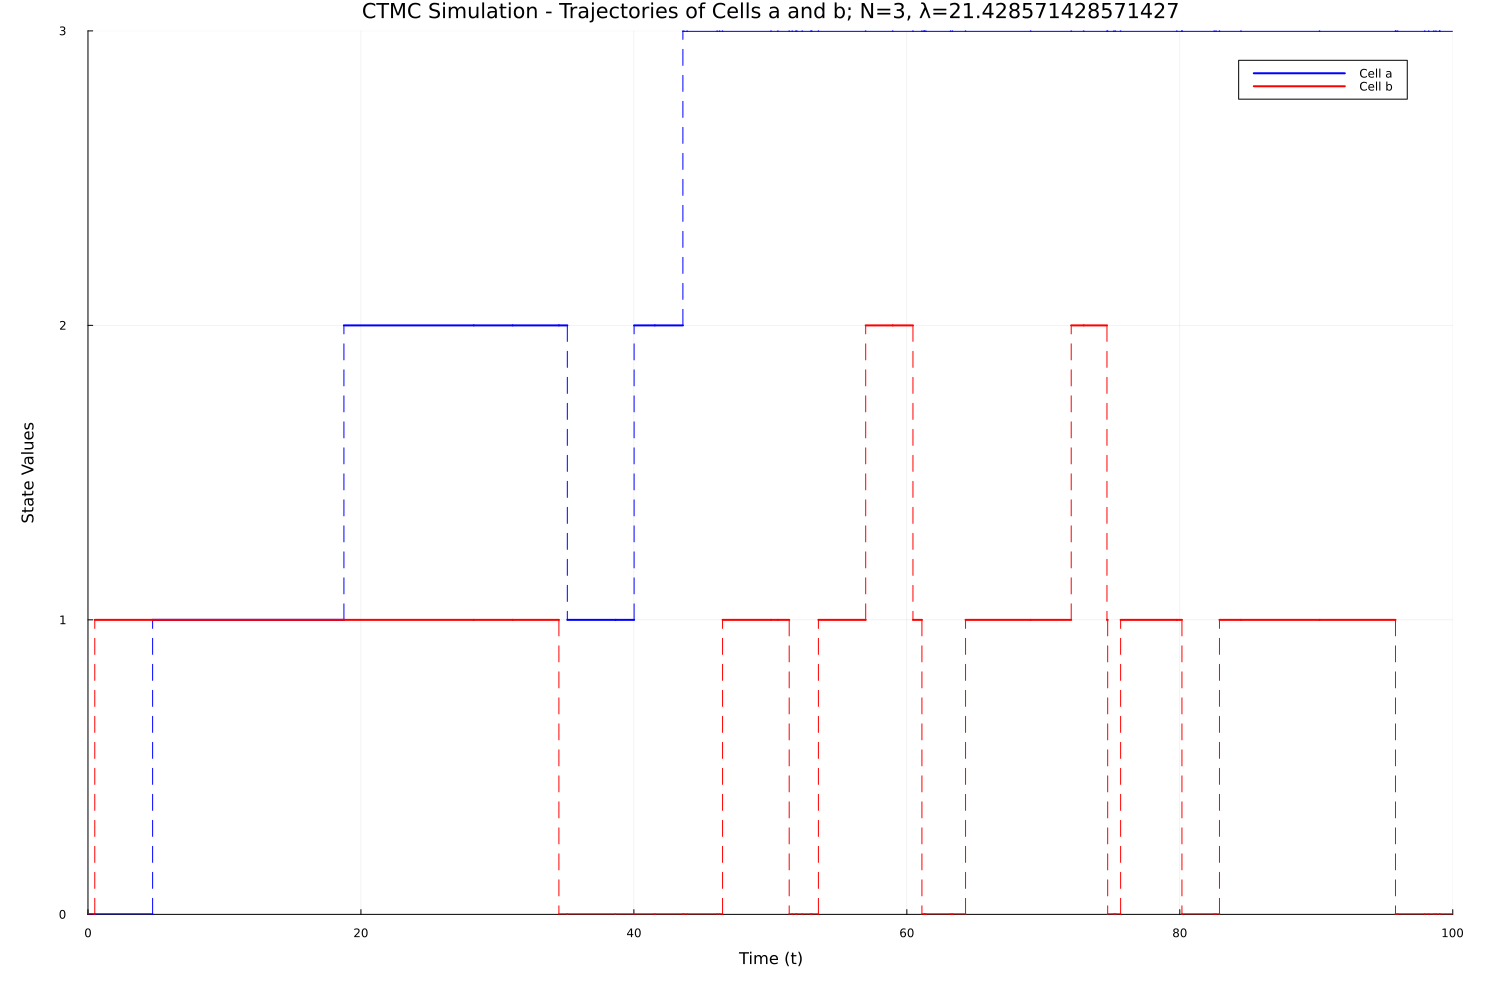 CTMC Simulation - Trajectories of Cells a and b; N=3, λ=21.428571428571427
3
Cell a
Cell b
2
State Values
1
0
0 20 40 60 80 100
Time (t)